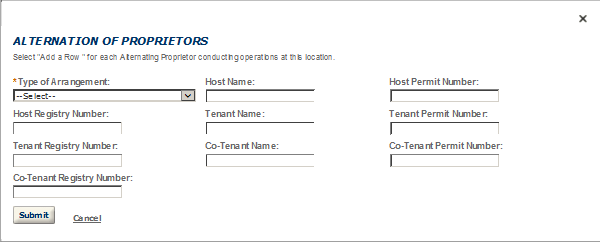 ×
ALTERNATION OF PROPRIETORS
Select "Add a Row " for each Alternating Proprietor conducting operations at this location.
* Type of Arrangement: Host Name: Host Permit Number:
--Select--
Host Registry Number: Tenant Name: Tenant Permit Number:
Tenant Registry Number: Co-Tenant Name: Co-Tenant Permit Number:
Co-Tenant Registry Number:
Submit Cancel